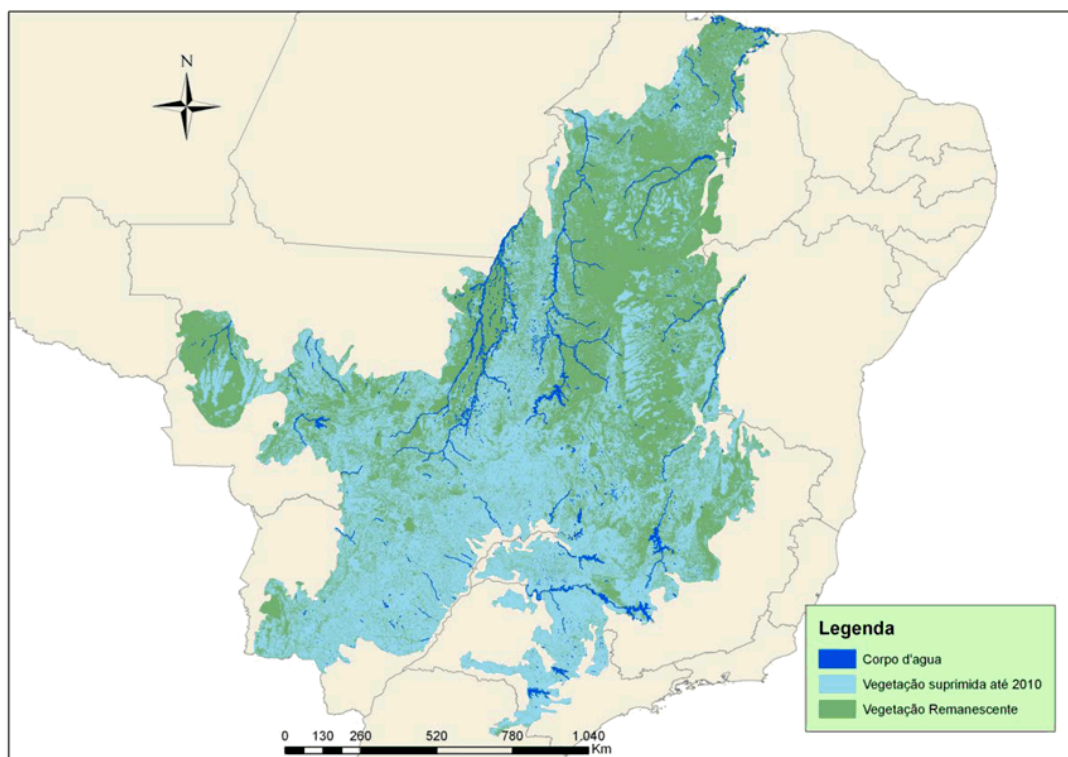 N
Legenda
Corpo d'agua
Vegetação suprimida até 2010
Vegetação Remanescente
0 130 260 520 780 1.040
Km